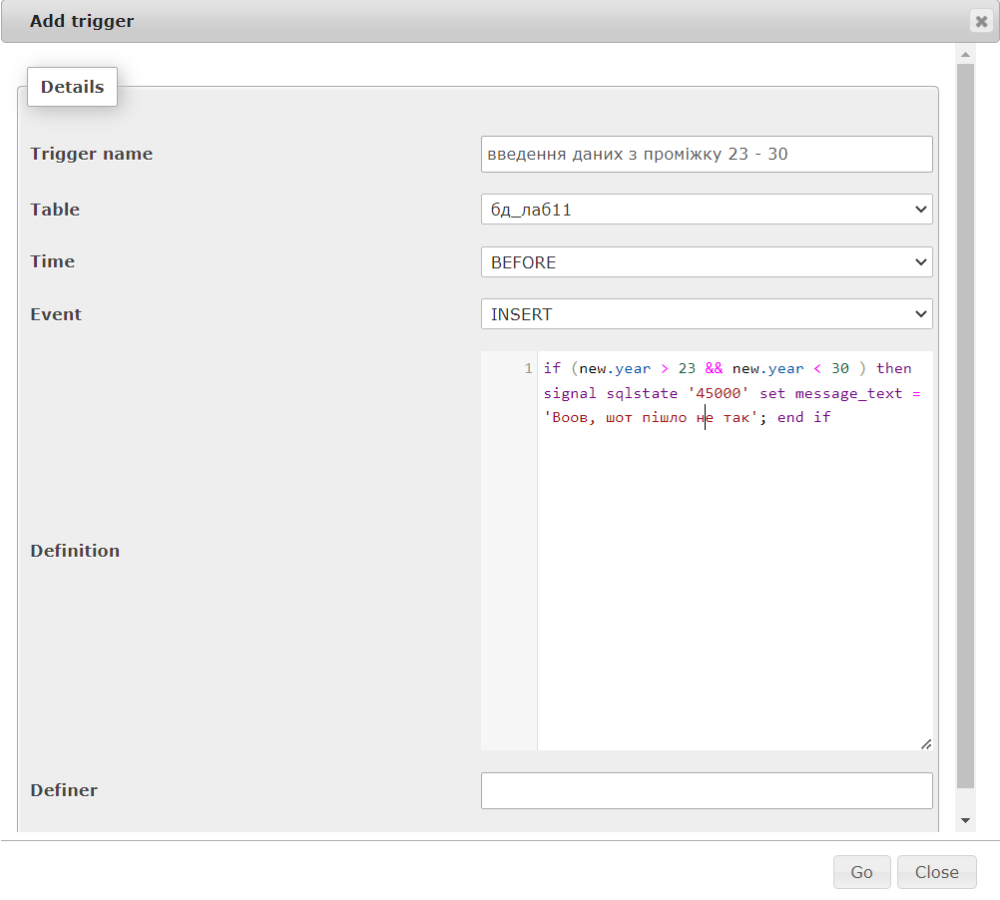 Add trigger
Details
Trigger name
введення даних з проміжку 23 - 30
Table
бд_лаб11
Time
BEFORE
Event
INSERT
Definition
1
if (new.year > 23 && new.year < 30 ) then
signal sqlstate '45000' set message_text =
'Воов, шот пішло не так'; end if
Definer
Go
Close